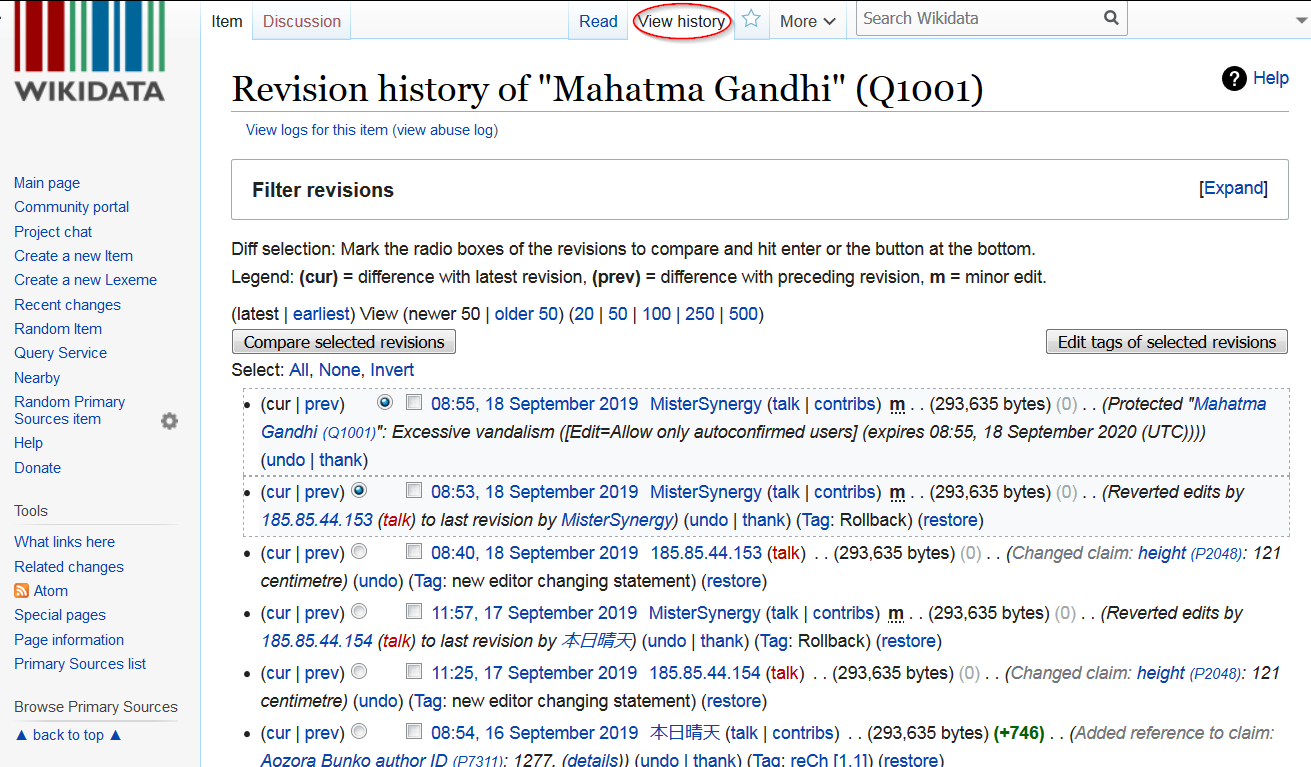 Item
Discussion
Read
View history
More
Search Wikidata
WIKIDATA
Revision history of "Mahatma Gandhi" (Q1001)
Help
View logs for this item (view abuse log)
Main page
Community portal
Project chat
Create a new Item
Create a new Lexeme
Recent changes
Random Item
Query Service
Nearby
Random Primary
Sources item
Help
Donate
Tools
What links here
Related changes
Atom
Special pages
Page information
Primary Sources list
Browse Primary Sources
▲ back to top ▲
Filter revisions
[Expand]
Diff selection: Mark the radio boxes of the revisions to compare and hit enter or the button at the bottom.
Legend: (cur) = difference with latest revision, (prev) = difference with preceding revision, m = minor edit.
(latest | earliest) View (newer 50 | older 50) (20 | 50 | 100 | 250 | 500)
Compare selected revisions
Edit tags of selected revisions
Select: All, None, Invert
• (cur | prev) 08:55, 18 September 2019 MisterSynergy (talk | contribs) m . . (293,635 bytes) (0) . . (Protected "Mahatma
Gandhi (Q1001)": Excessive vandalism ([Edit=Allow only autoconfirmed users] (expires 08:55, 18 September 2020 (UTC))))
(undo | thank)
• (cur | prev) 08:53, 18 September 2019 MisterSynergy (talk | contribs) m . . (293,635 bytes) (0) . . (Reverted edits by
185.85.44.153 (talk) to last revision by MisterSynergy) (undo | thank) (Tag: Rollback) (restore)
• (cur | prev) 08:40, 18 September 2019 185.85.44.153 (talk) . . (293,635 bytes) (0) . . (Changed claim: height (P2048): 121
centimetre) (undo) (Tag: new editor changing statement) (restore)
• (cur | prev) 11:57, 17 September 2019 MisterSynergy (talk | contribs) m . . (293,635 bytes) (0) . . (Reverted edits by
185.85.44.154 (talk) to last revision by 本日晴天) (undo | thank) (Tag: Rollback) (restore)
• (cur | prev) 11:25, 17 September 2019 185.85.44.154 (talk) . . (293,635 bytes) (0) . . (Changed claim: height (P2048): 121
centimetre) (undo) (Tag: new editor changing statement) (restore)
• (cur | prev) 08:54, 16 September 2019 本日晴天 (talk | contribs) . . (293,635 bytes) (+746) . . (Added reference to claim:
Aozora Bunko author ID (P7311): 1277, (details)) (undo | thank) (Tag: reCh [1.1]) (restore)